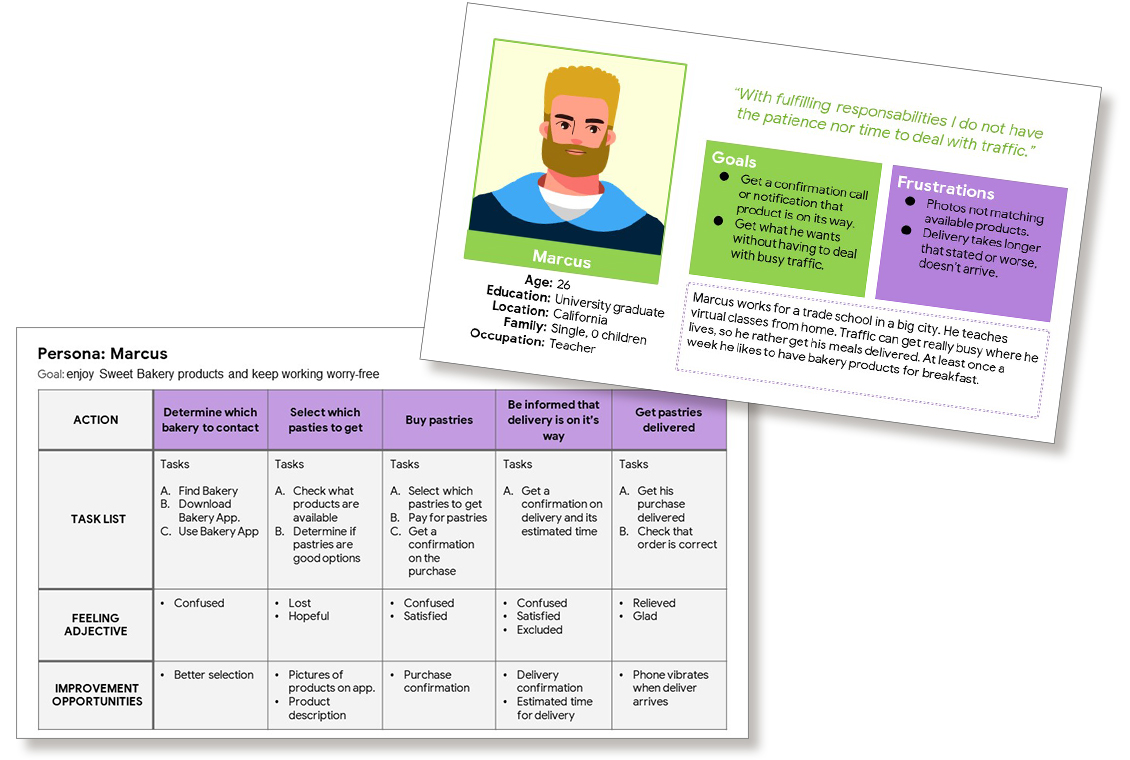 “With fulfilling responsabilities I do not have
the patience nor time to deal with traffic.”
Goals
● Get a confirmation call
or notification that
product is on its way.
● Get what he wants
without having to deal
with busy traffic.
Frustrations
● Photos not matching
available products.
● Delivery takes longer
that stated or worse,
doesn’t arrive.
Marcus
Age: 26
Education: University graduate
Location: California
Family: Single, 0 children
Occupation: Teacher
Marcus works for a trade school in a big city. He teaches
virtual classes from home. Traffic can get really busy where he
lives, so he rather get his meals delivered. At least once a
week he likes to have bakery products for breakfast.
Persona: Marcus
Goal: enjoy Sweet Bakery products and keep working worry-free
ACTION
Determine which
bakery to contact
Select which
pasties to get
Buy pastries
Be informed that
delivery is on it's
way
Get pastries
delivered
TASK LIST
Tasks
A. Find Bakery
B. Download
Bakery App.
C. Use Bakery App
Tasks
A. Check what
products are
available
B. Determine if
pastries are
good options
Tasks
A. Select which
pastries to get
B. Pay for pastries
C. Get a
confirmation
on the
purchase
Tasks
A. Get a
confirmation on
delivery and its
estimated time
Tasks
A. Get his
purchase
delivered
B. Check that
order is correct
FEELING
ADJECTIVE
• Confused
• Lost
• Hopeful
• Confused
• Satisfied
• Confused
• Satisfied
• Excluded
• Relieved
• Glad
IMPROVEMENT
OPPORTUNITIES
• Better selection
• Pictures of
products on app.
• Product
description
• Purchase
confirmation
• Delivery
confirmation
• Estimated time
for delivery
• Phone vibrates
when deliver
arrives